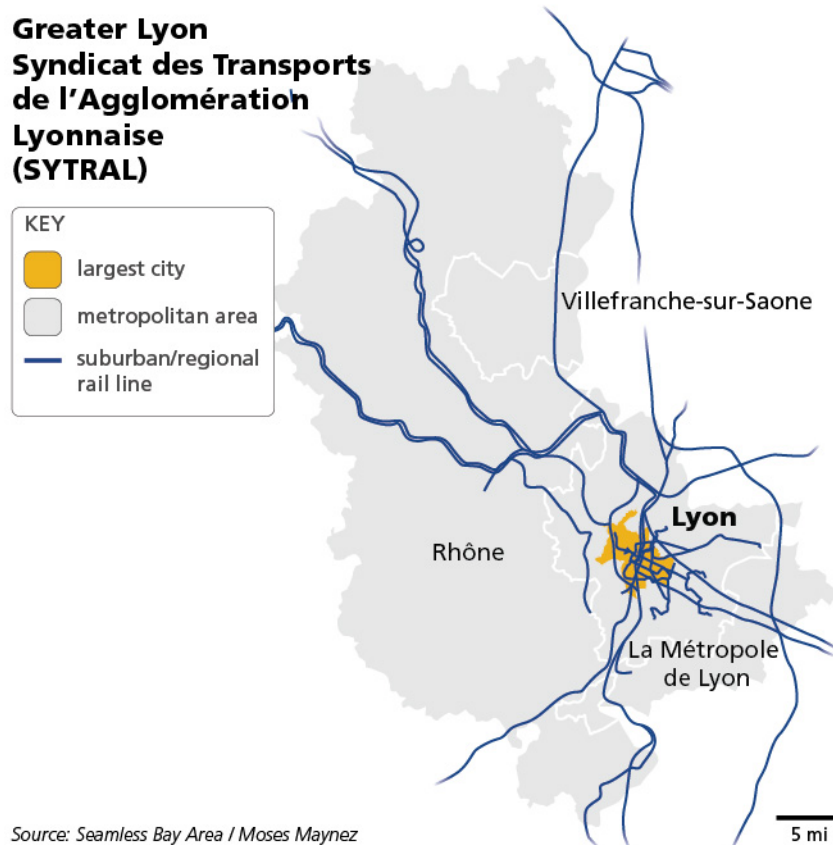 Greater Lyon
Syndicat des Transports
de l'Agglomération
Lyonnaise
(SYTRAL)
KEY
largest city
metropolitan area
suburban/regional
rail line
Villefranche-sur-Saone
Lyon
Rhône
La Métropole
de Lyon
Source: Seamless Bay Area / Moses Maynez
5 mi